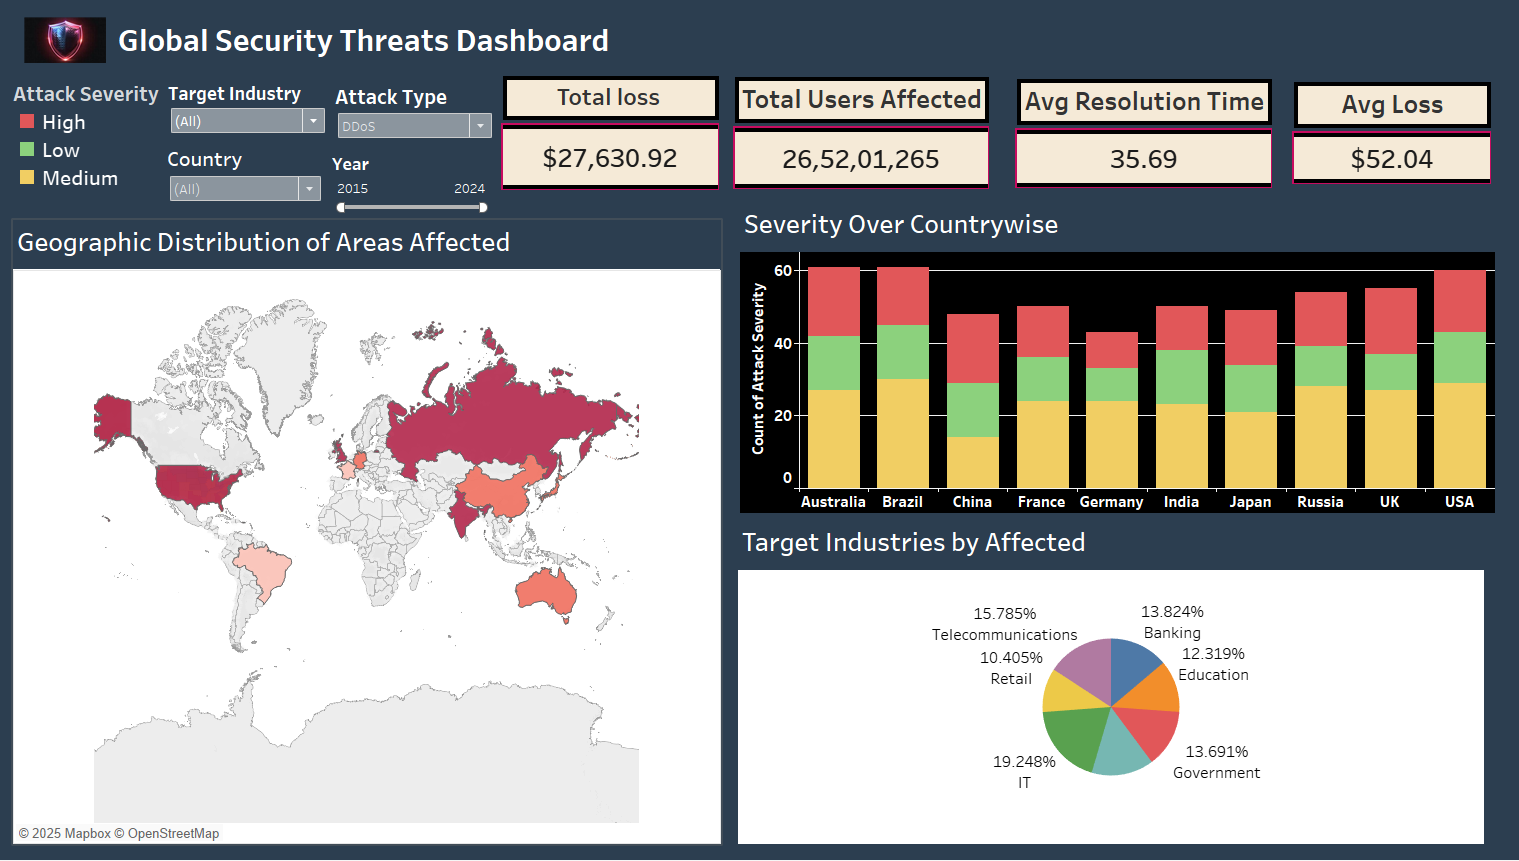 Global Security Threats Dashboard
Attack Severity
High
Low
Medium
Target Industry
(All)
Country
(All)
Attack Type
DDoS
Year
2015 2024
Total loss
$27,630.92
Total Users Affected
26,52,01,265
Avg Resolution Time
35.69
Avg Loss
$52.04
Geographic Distribution of Areas Affected
© 2025 Mapbox © OpenStreetMap
Severity Over Countrywise
Count of Attack Severity
60
40
20
0
Australia Brazil China France Germany India Japan Russia UK USA
Target Industries by Affected
15.785%
Telecommunications
13.824%
Banking
10.405%
Retail
12.319%
Education
19.248%
IT
13.691%
Government